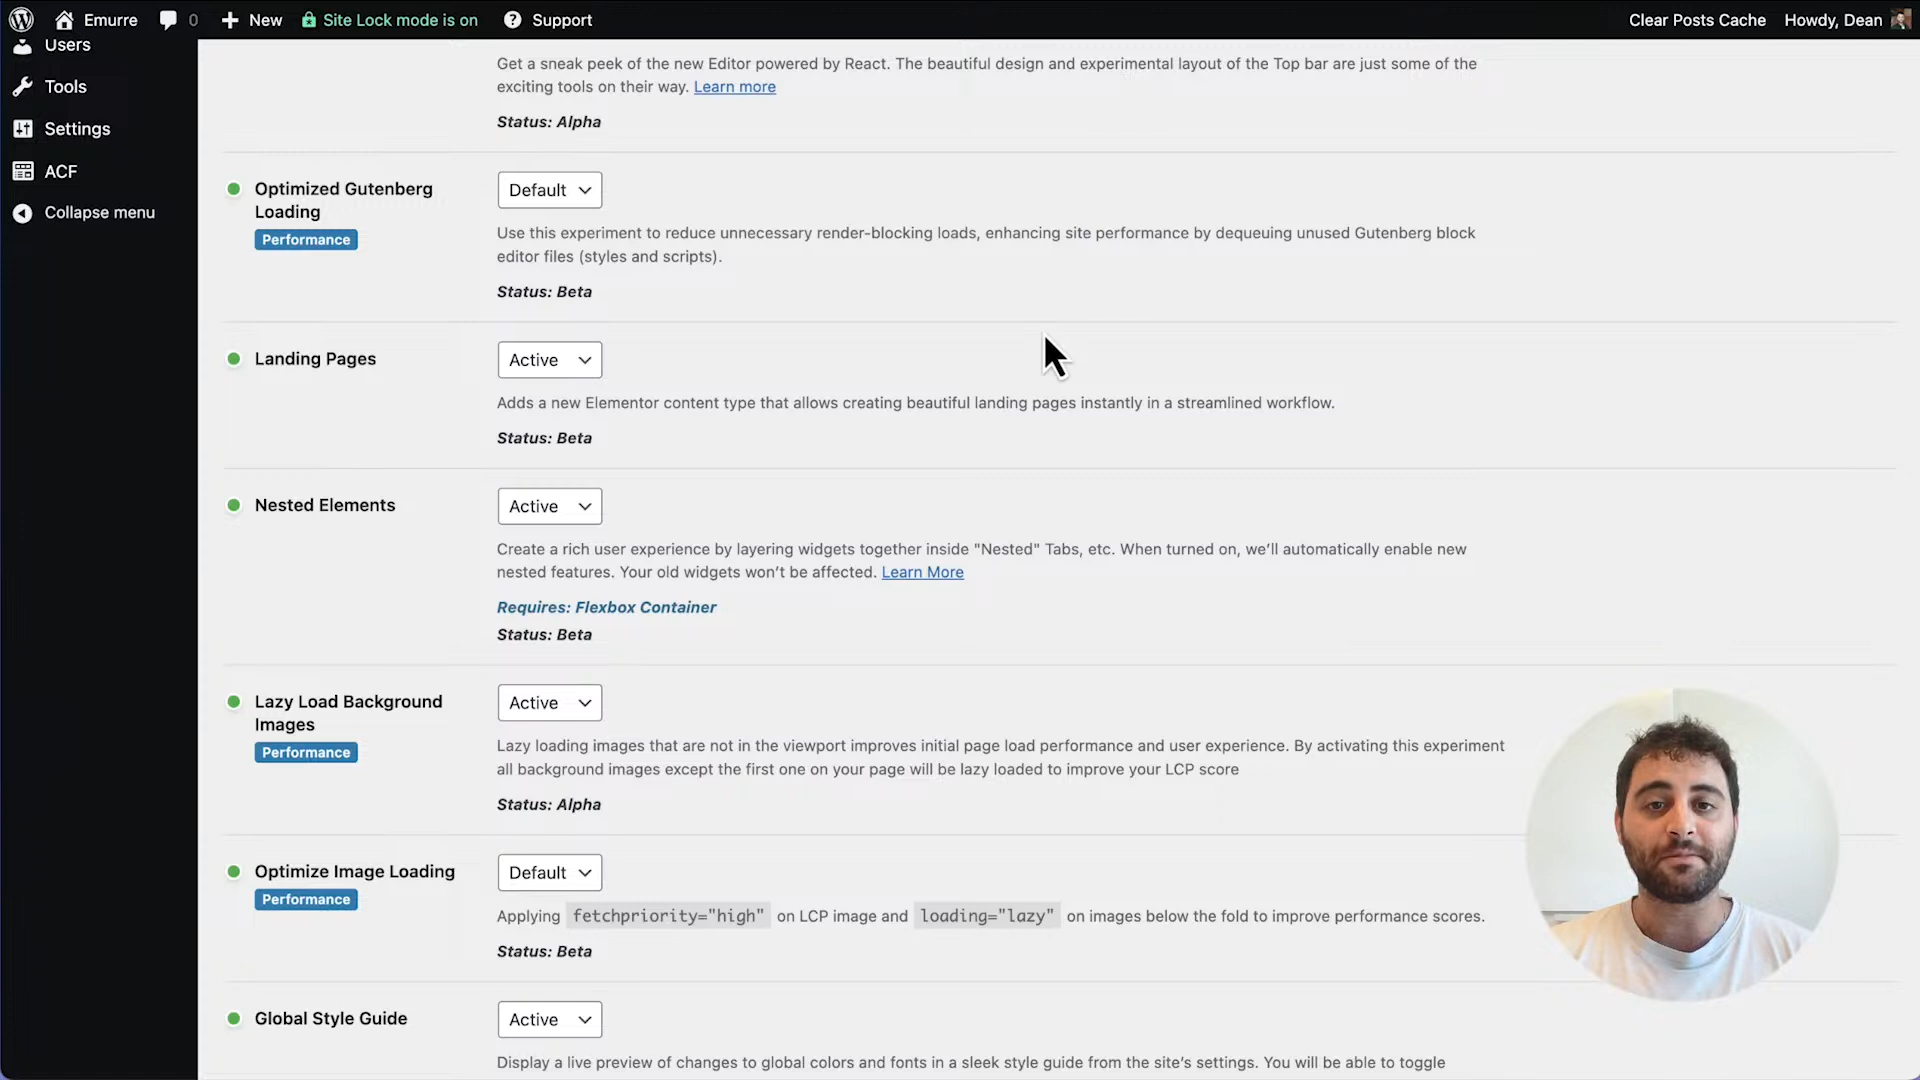 Emurre
0
New
Site Lock mode is on
Support
Clear Posts Cache
Howdy, Dean
Users
Tools
Settings
ACF
Collapse menu
Get a sneak peek of the new Editor powered by React. The beautiful design and experimental layout of the Top bar are just some of the
exciting tools on their way. Learn more
Status: Alpha
Optimized Gutenberg
Loading
Performance
Default
Use this experiment to reduce unnecessary render-blocking loads, enhancing site performance by dequeuing unused Gutenberg block
editor files (styles and scripts).
Status: Beta
Landing Pages
Active
Adds a new Elementor content type that allows creating beautiful landing pages instantly in a streamlined workflow.
Status: Beta
Nested Elements
Active
Create a rich user experience by layering widgets together inside "Nested" Tabs, etc. When turned on, we’ll automatically enable new
nested features. Your old widgets won’t be affected. Learn More
Requires: Flexbox Container
Status: Beta
Lazy Load Background
Images
Performance
Active
Lazy loading images that are not in the viewport improves initial page load performance and user experience. By activating this experiment
all background images except the first one on your page will be lazy loaded to improve your LCP score
Status: Alpha
Optimize Image Loading
Performance
Default
Applying fetchpriority="high" on LCP image and loading="lazy" on images below the fold to improve performance scores.
Status: Beta
Global Style Guide
Active
Display a live preview of changes to global colors and fonts in a sleek style guide from the site’s settings. You will be able to toggle